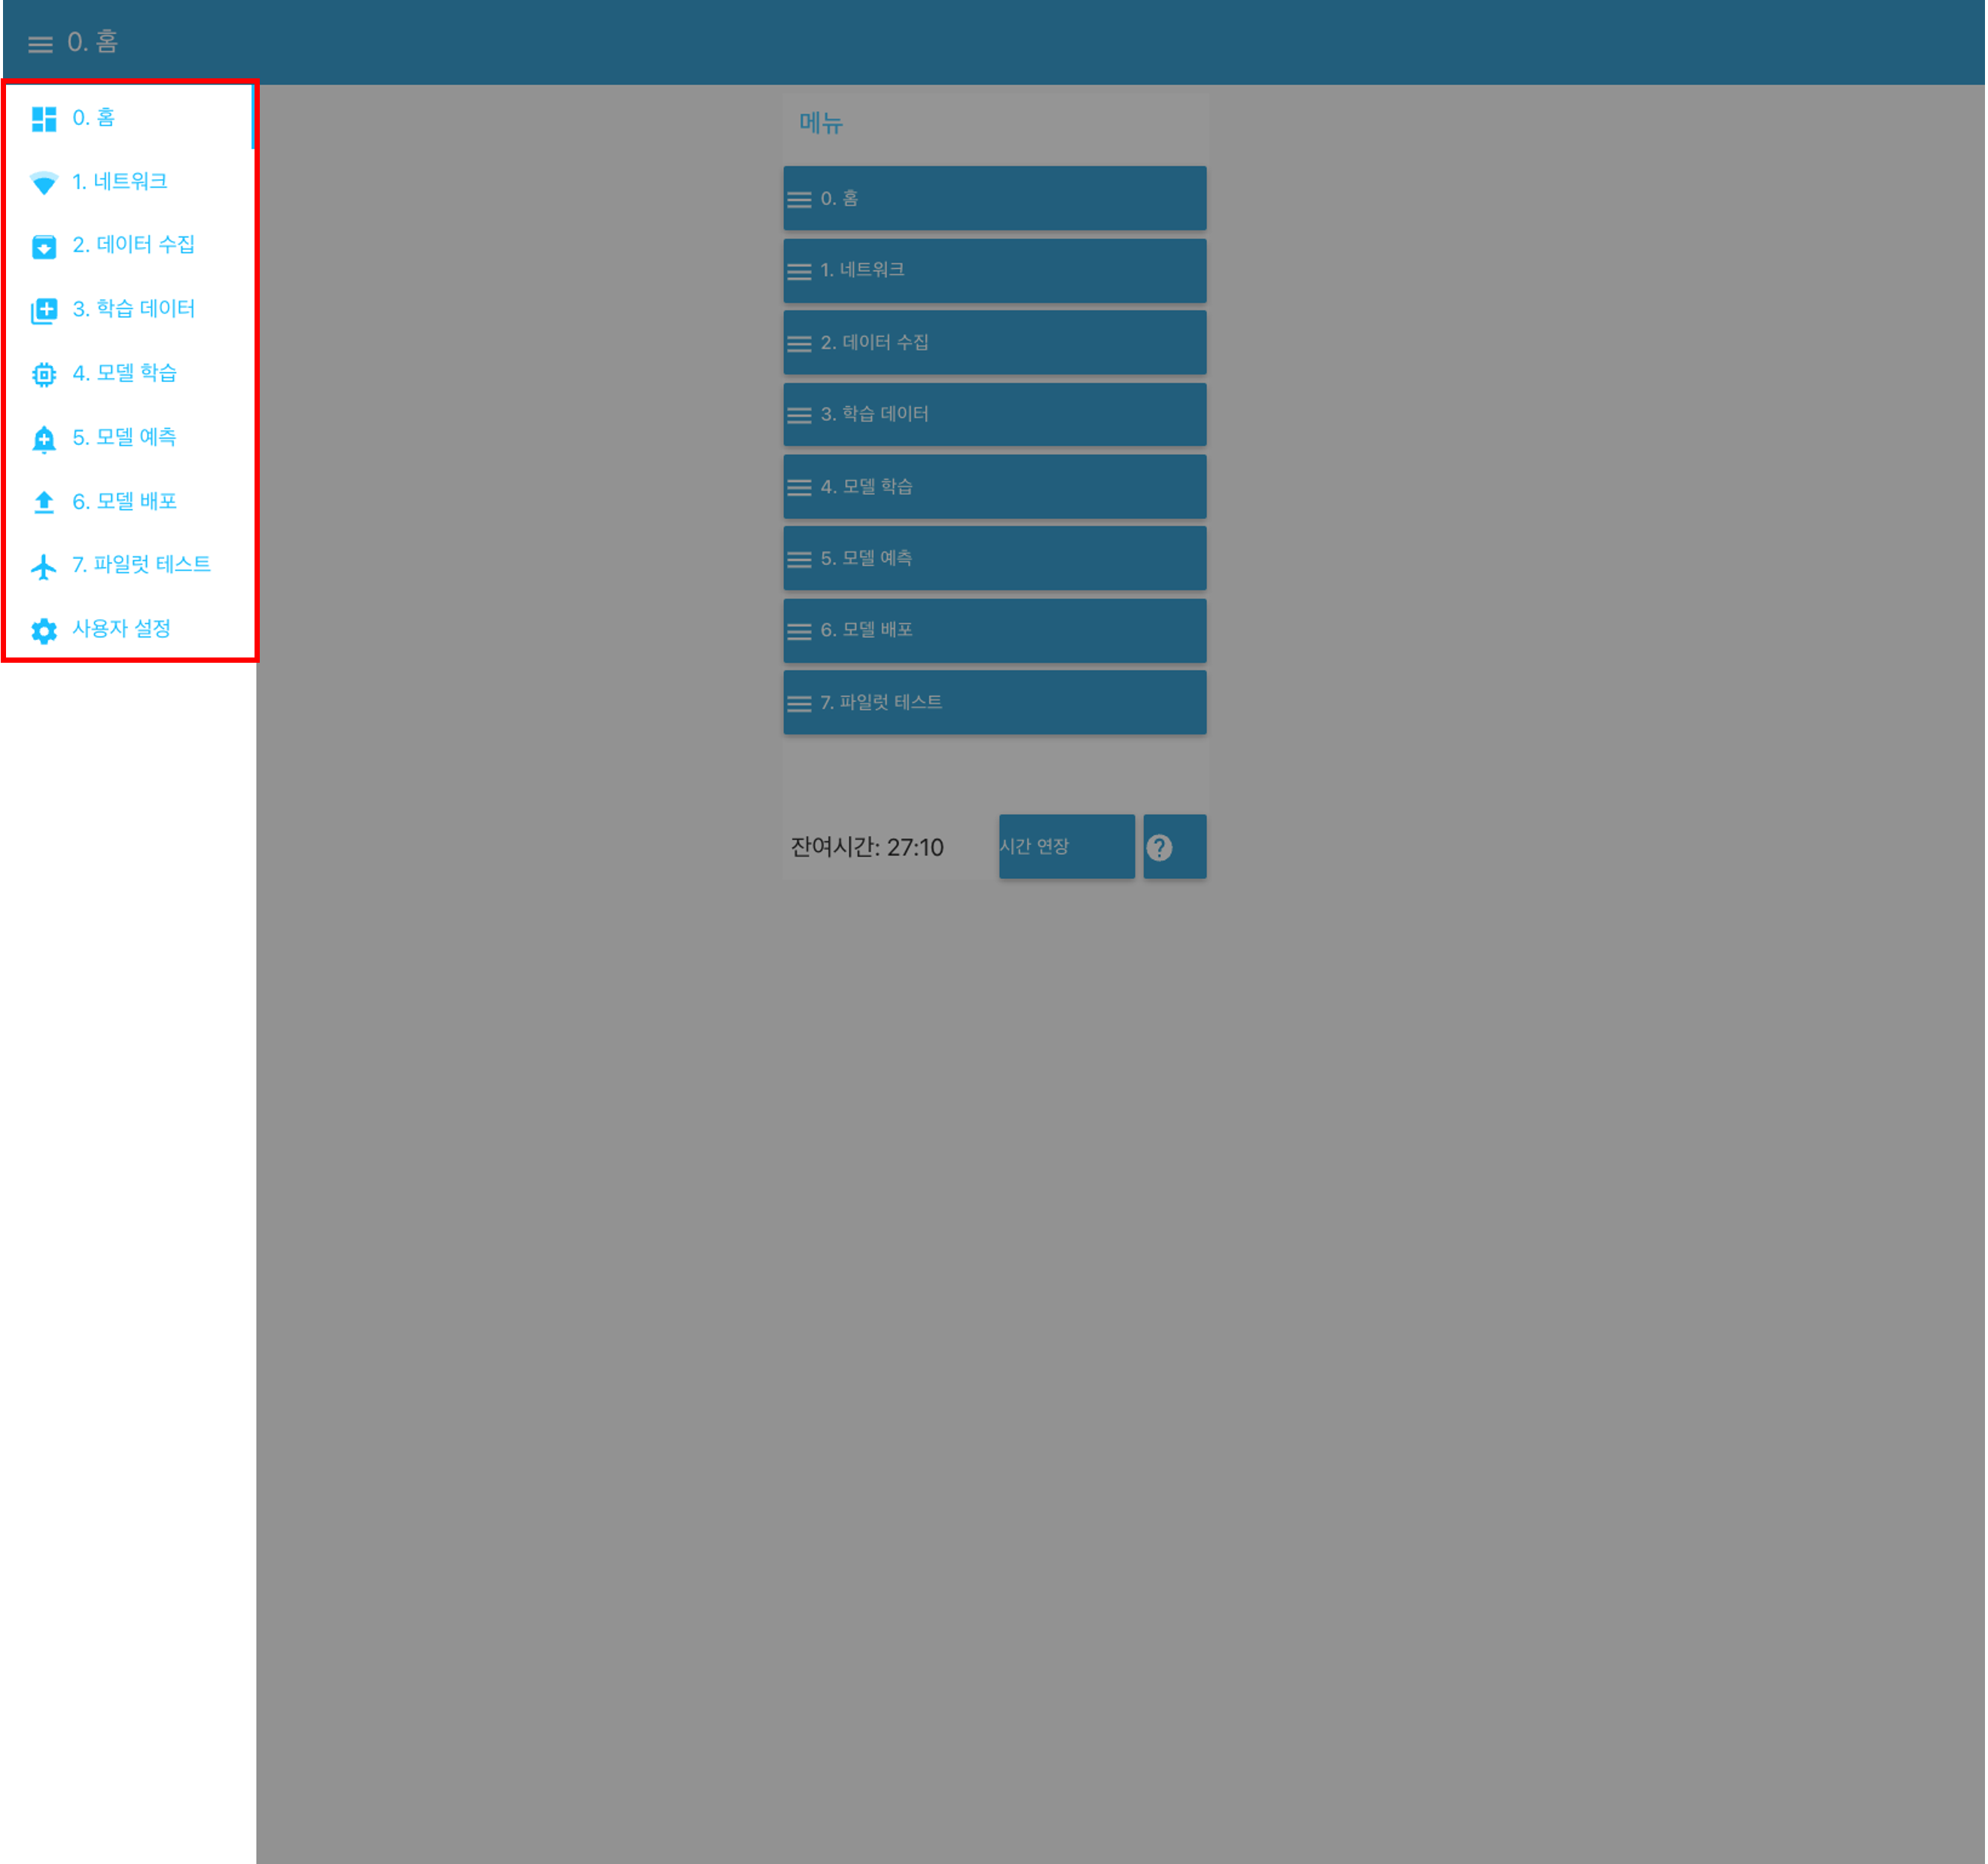 0. 홈
0. 홈
1. 네트워크
2. 데이터 수집
3. 학습 데이터
4. 모델 학습
5. 모델 예측
6. 모델 배포
7. 파일럿 테스트
사용자 설정
메뉴
0. 홈
1. 네트워크
2. 데이터 수집
3. 학습 데이터
4. 모델 학습
5. 모델 예측
6. 모델 배포
7. 파일럿 테스트
잔여시간: 27:10
시간 연장
?